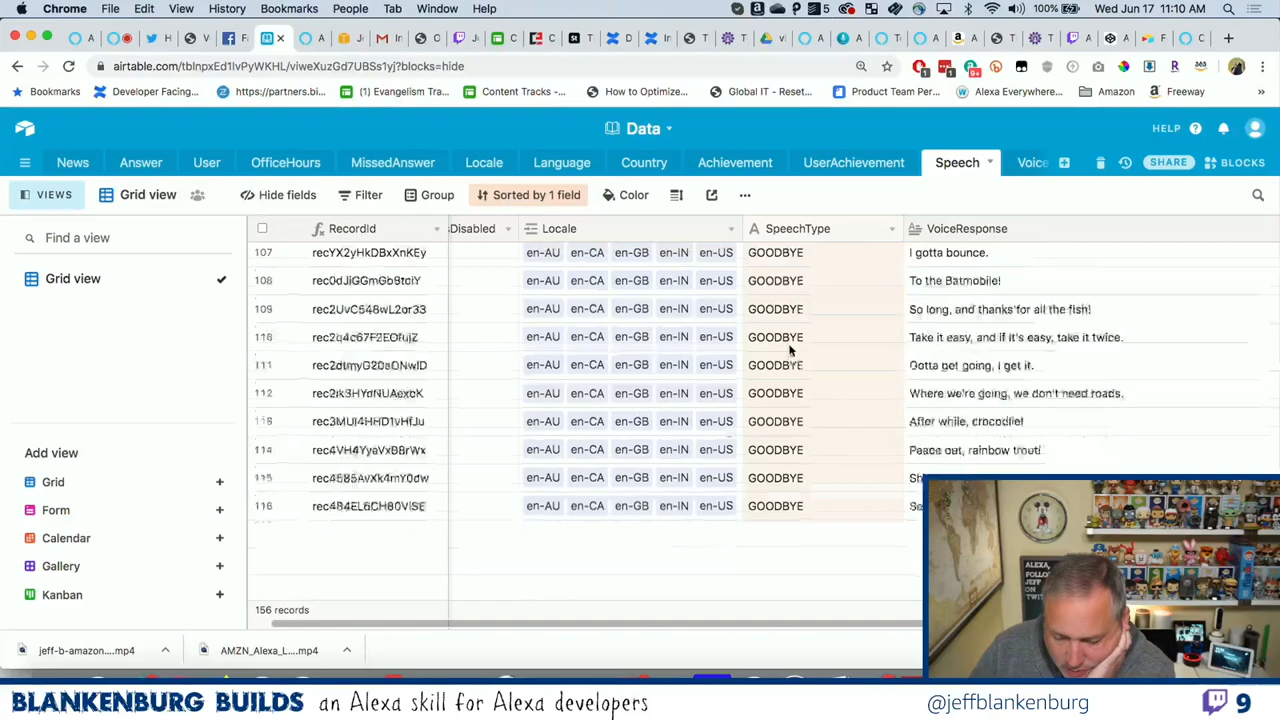 Chrome File Edit View History Bookmarks People Tab Window Help 5 100% Wed Jun 17 11:10 AM
airtable.com/tblnpxEd1lvPyWKHL/viweXuzGd7UBSs1yj?blocks=hide
Bookmarks Developer Facing... https://partners.bi... (1) Evangelism Tra... Content Tracks -... How to Optimize... Global IT - Reset... Product Team Per... Alexa Everywhere... Amazon Freeway »
Data
HELP
News Answer User OfficeHours MissedAnswer Locale Language Country Achievement UserAchievement Speech Voic SHARE BLOCKS
VIEWS Grid view Hide fields Filter Group Sorted by 1 field Color
Find a view
Grid view
Add view
Grid +
Form +
Calendar +
Gallery +
Kanban +
RecordId Disabled Locale SpeechType VoiceResponse
107 recYX2yHkDBxXnKEy en-AU en-CA en-GB en-IN en-US GOODBYE I gotta bounce.
108 en-AU en-CA en-GB en-IN en-US GOODBYE To the Batmobile!
109 rec2UvC548wL2or33 en-AU en-CA en-GB en-IN en-US GOODBYE So long, and thanks for all the fish!
110 en-AU en-CA en-GB en-IN en-US GOODBYE Take it easy, and if it's easy, take it twice.
111 en-AU en-CA en-GB en-IN en-US GOODBYE Gotta get going, I get it.
112 en-AU en-CA en-GB en-IN en-US GOODBYE Where we're going, we don't need roads.
113 en-AU en-CA en-GB en-IN en-US GOODBYE After while, crocodile!
114 en-AU en-CA en-GB en-IN en-US GOODBYE Peace out, rainbow trout!
115 en-AU en-CA en-GB en-IN en-US GOODBYE
116 en-AU en-CA en-GB en-IN en-US GOODBYE
156 records
ALEXA,
FOLLOW
jeff-b-amazon....mp4 AMZN_Alexa_L....mp4
BLANKENBURG BUILDS an Alexa skill for Alexa developers @jeffblankenburg 9